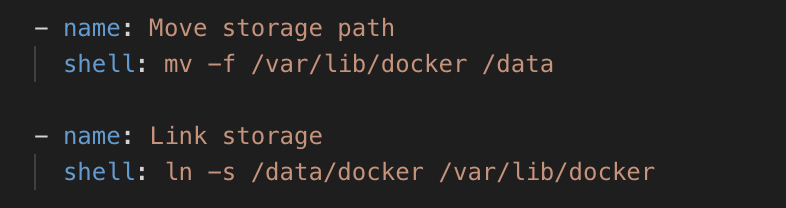 - name: Move storage path
shell: mv -f /var/lib/docker /data
- name: Link storage
shell: ln -s /data/docker /var/lib/docker